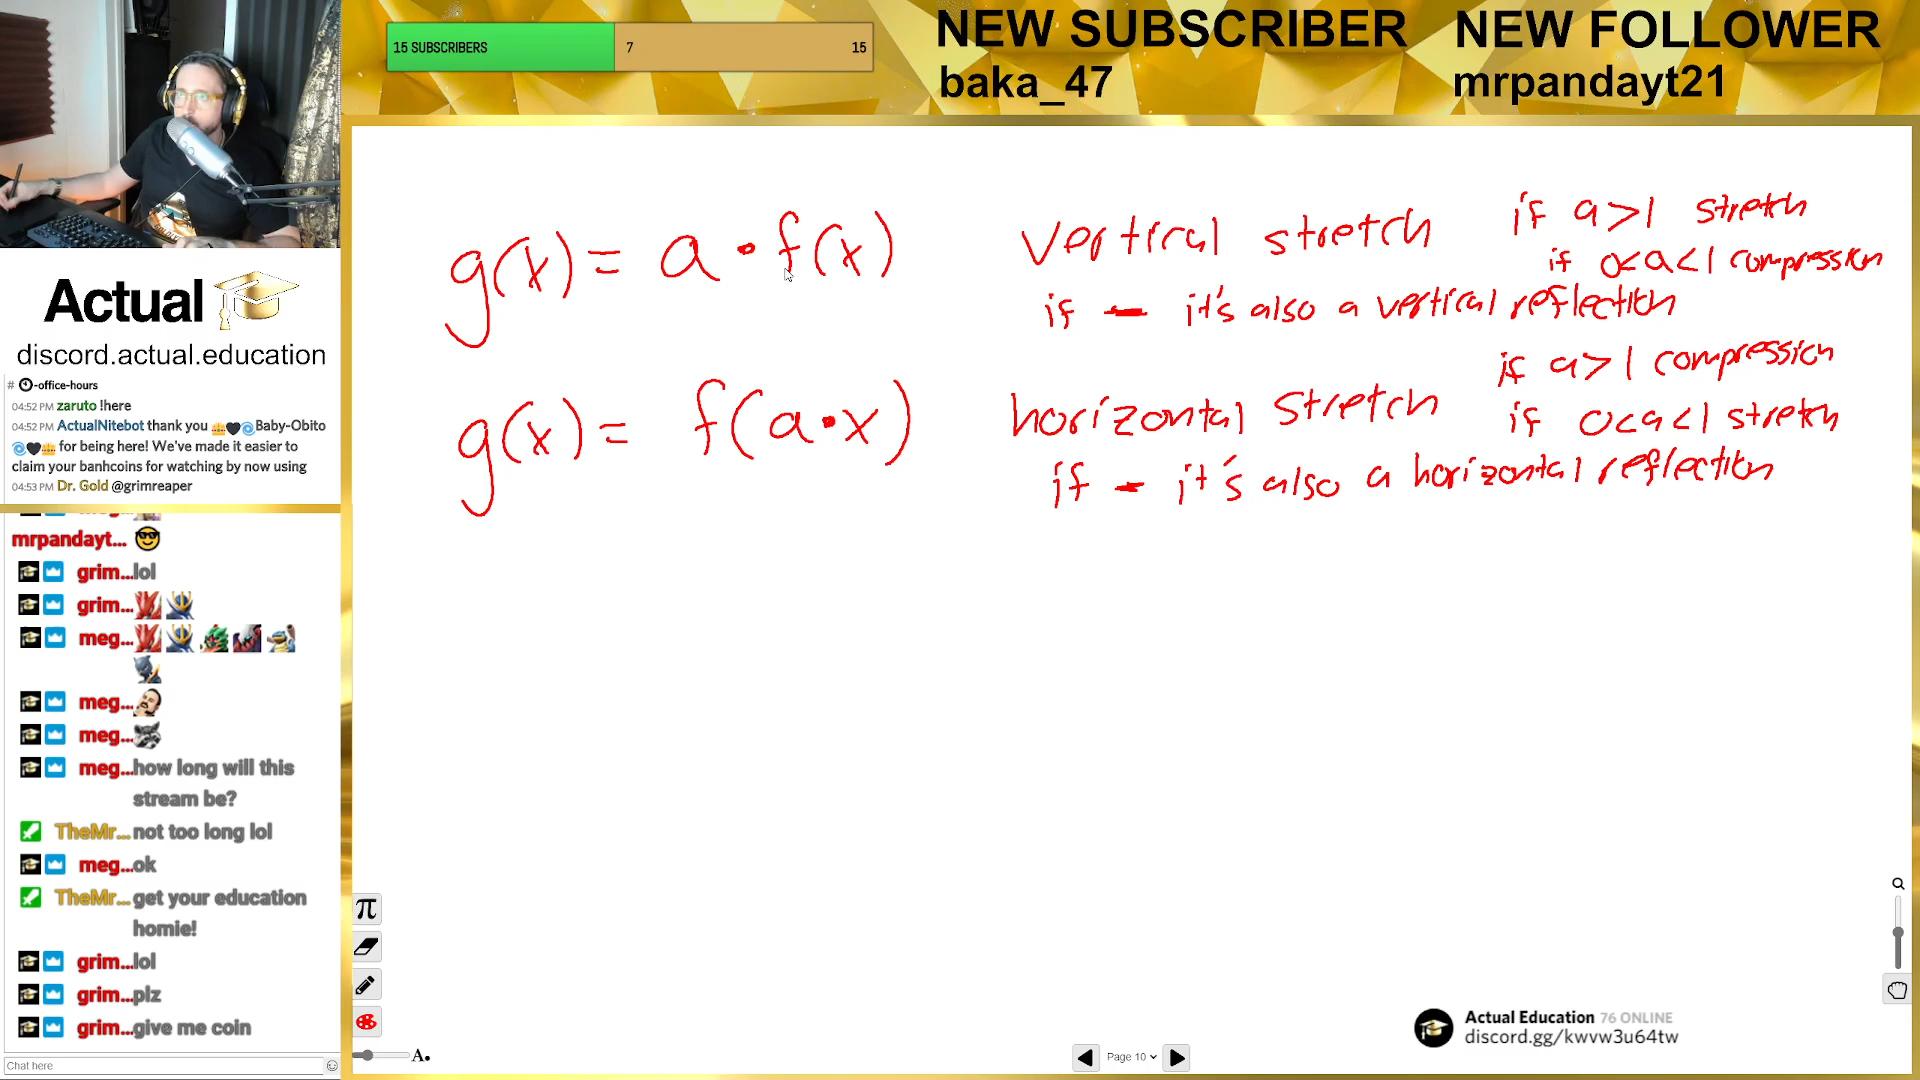 15 SUBSCRIBERS 7 15
NEW SUBSCRIBER
baka_47
NEW FOLLOWER
mrpandayt21
Actual
discord.actual.education
# -office-hours
04:52 PM zaruto !here
04:52 PM ActualNitebot thank you Baby-Obito
for being here! We've made it easier to
claim your banhcoins for watching by now using
04:53 PM Dr. Gold @grimreaper
mrpandayt...
grim...lol
grim...
meg...
meg...
meg...
meg...how long will this
stream be?
TheMr...not too long lol
meg...ok
TheMr...get your education
homie!
grim...lol
grim...plz
grim...give me coin
Chat here
g(x) = a · f(x)
vertical stretch
if a>1 stretch
if 0<a<1 compression
if - it's also a vertical reflection
g(x) = f(a·x)
horizontal stretch
if a>1 compression
if 0<a<1 stretch
if - it's also a horizontal reflection
π
A.
Page 10
Actual Education 76 ONLINE
discord.gg/kwvw3u64tw